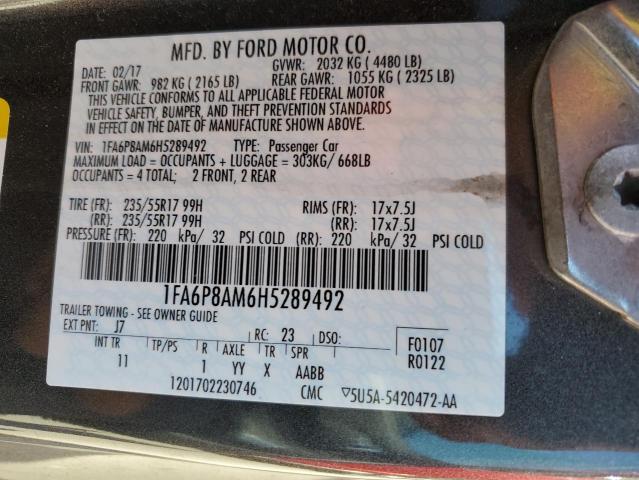 MFD. BY FORD MOTOR CO.
DATE: 02/17 GVWR: 2032 KG ( 4480 LB)
FRONT GAWR: 982 KG ( 2165 LB) REAR GAWR: 1055 KG ( 2325 LB)
THIS VEHICLE CONFORMS TO ALL APPLICABLE FEDERAL MOTOR
VEHICLE SAFETY, BUMPER, AND THEFT PREVENTION STANDARDS
IN EFFECT ON THE DATE OF MANUFACTURE SHOWN ABOVE.
VIN: 1FA6P8AM6H5289492 TYPE: Passenger Car
MAXIMUM LOAD = OCCUPANTS + LUGGAGE = 303KG/ 668LB
OCCUPANTS = 4 TOTAL; 2 FRONT, 2 REAR
TIRE (FR): 235/55R17 99H RIMS (FR): 17x7.5J
(RR): 235/55R17 99H (RR): 17x7.5J
PRESSURE (FR): 220 kPa/ 32 PSI COLD (RR): 220 kPa/ 32 PSI COLD
1FA6P8AM6H5289492
TRAILER TOWING - SEE OWNER GUIDE
EXT PNT: J7 RC: 23 DSO: F0107
INT TR TP/PS R AXLE TR SPR R0122
11 1 YY X AABB
1201702230746 CMC ▽5U5A-5420472-AA